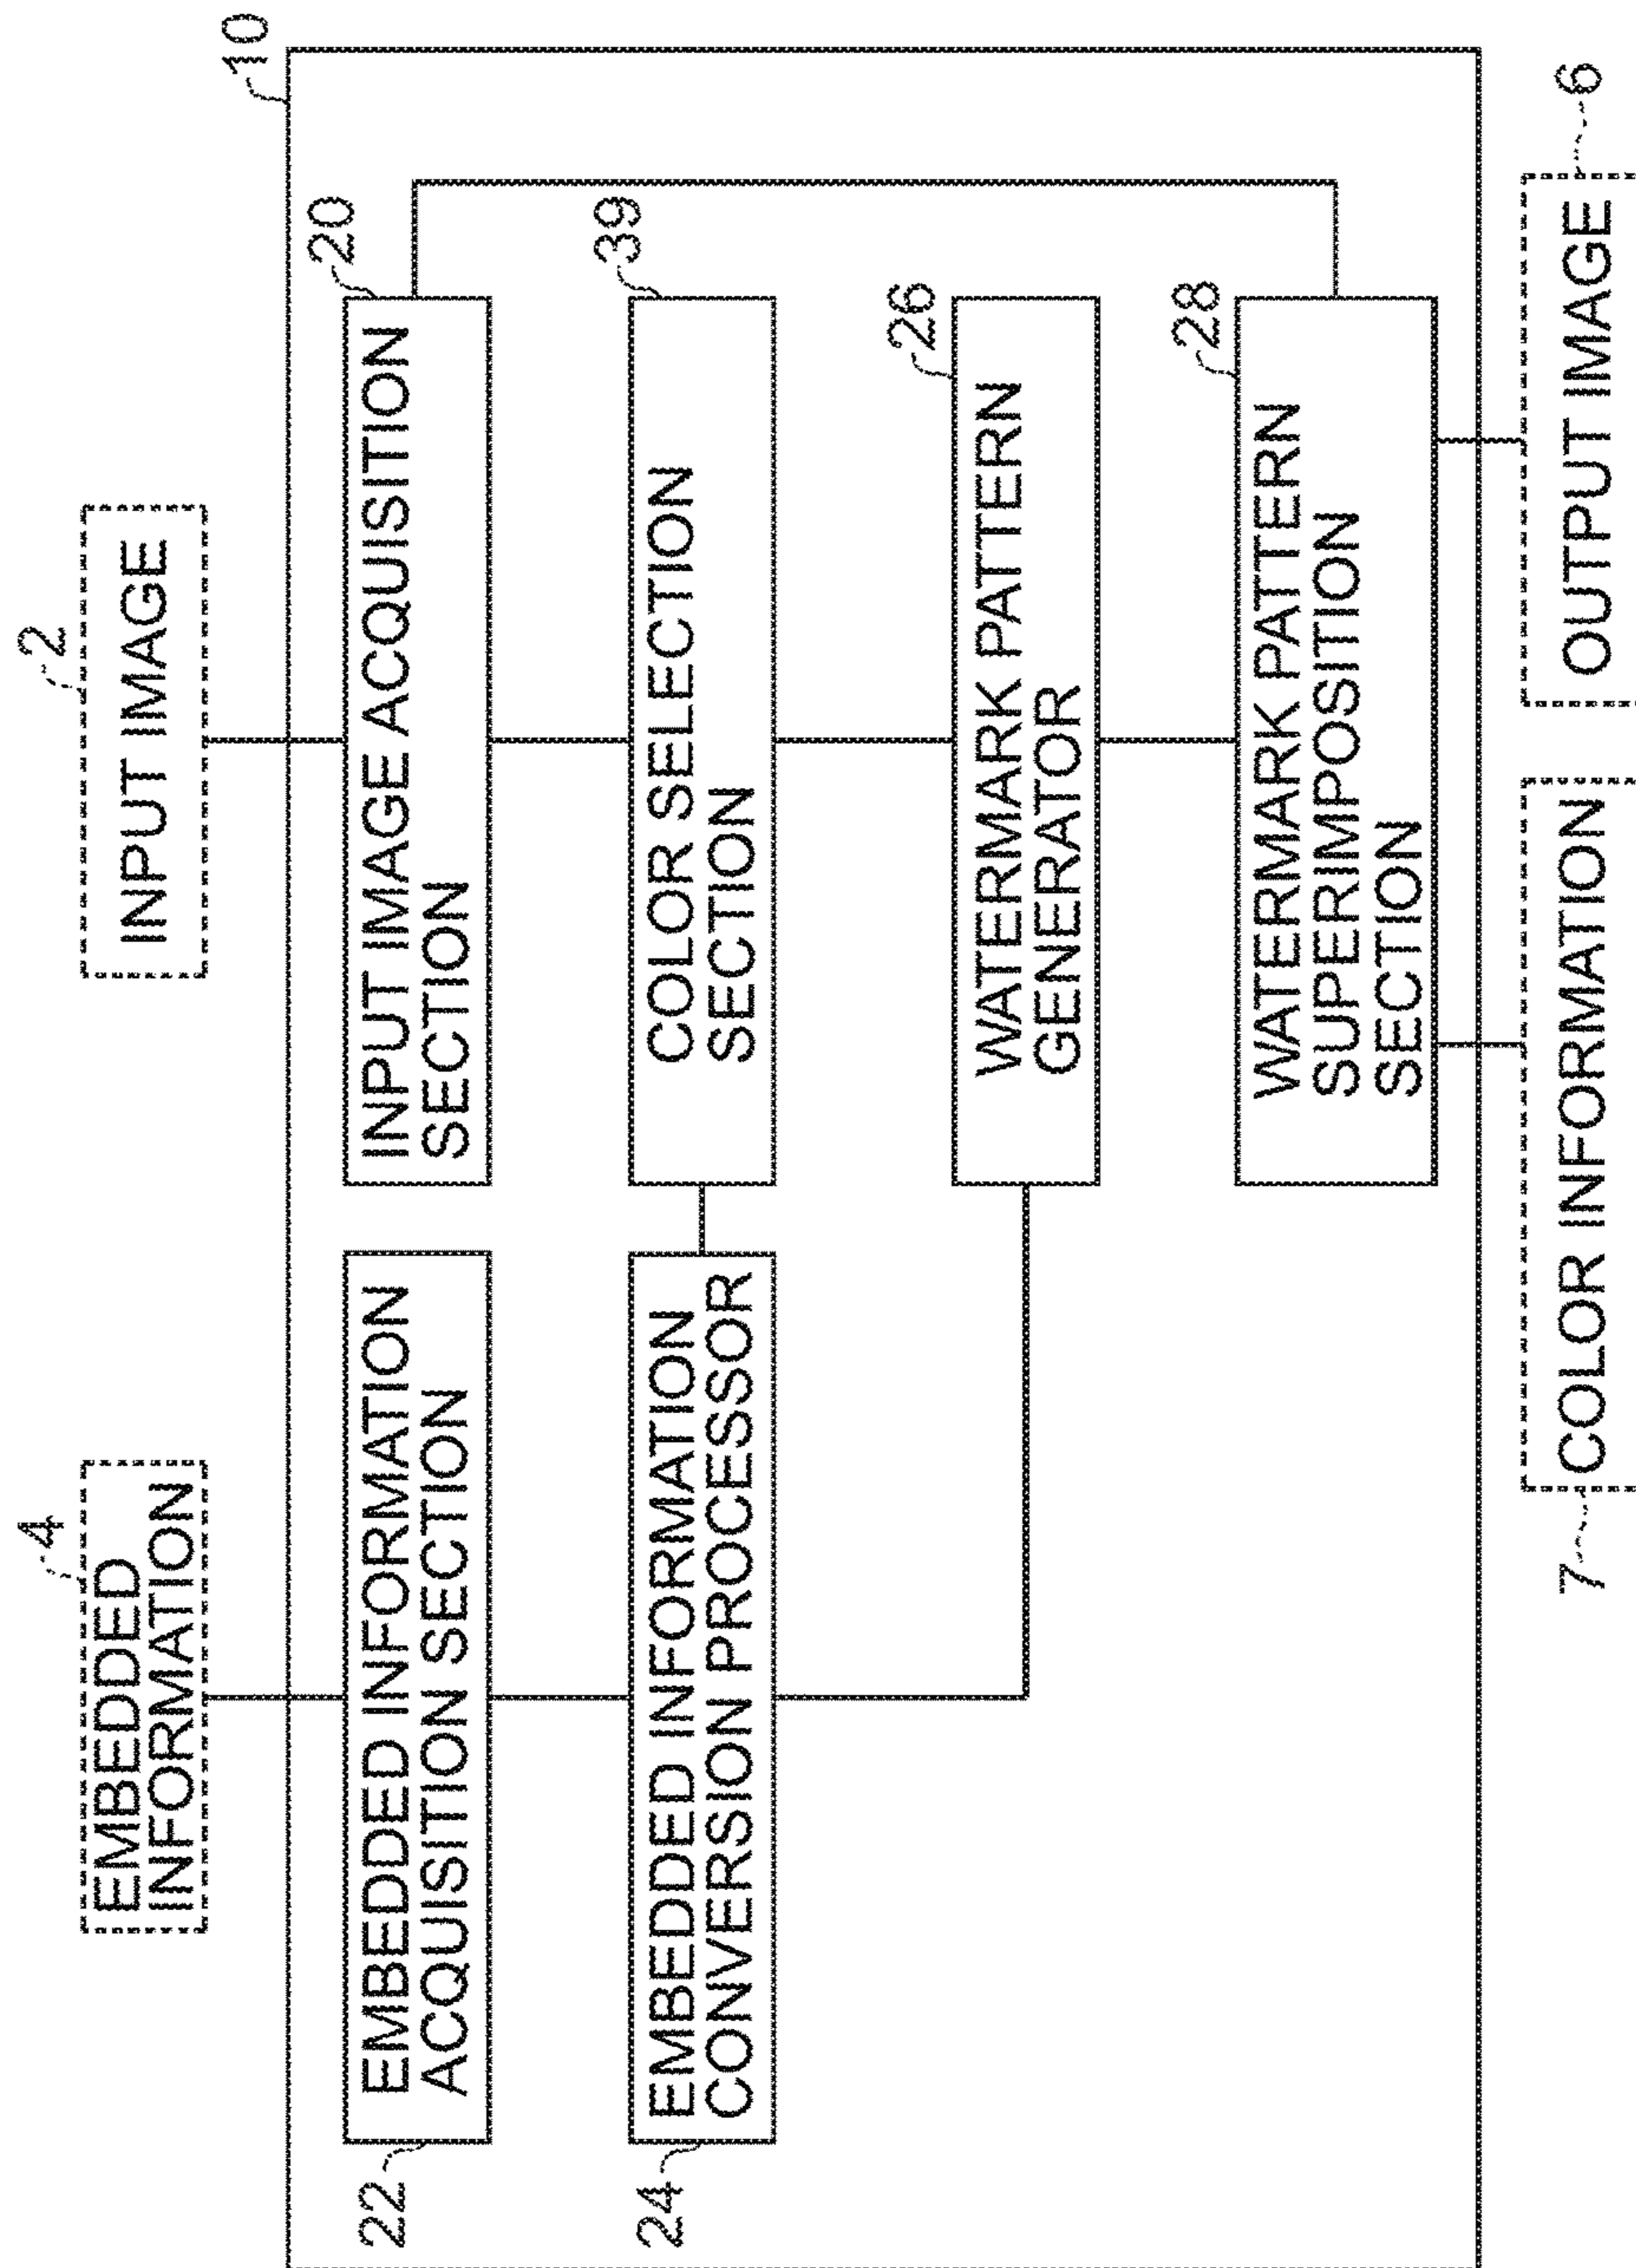 4
EMBEDDED
INFORMATION
2
INPUT IMAGE
10
22
EMBEDDED INFORMATION
ACQUISITION SECTION
INPUT IMAGE ACQUISITION
SECTION
20
24
EMBEDDED INFORMATION
CONVERSION PROCESSOR
COLOR SELECTION
SECTION
39
WATERMARK PATTERN
GENERATOR
26
WATERMARK PATTERN
SUPERIMPOSITION
SECTION
28
7
COLOR INFORMATION
OUTPUT IMAGE
6